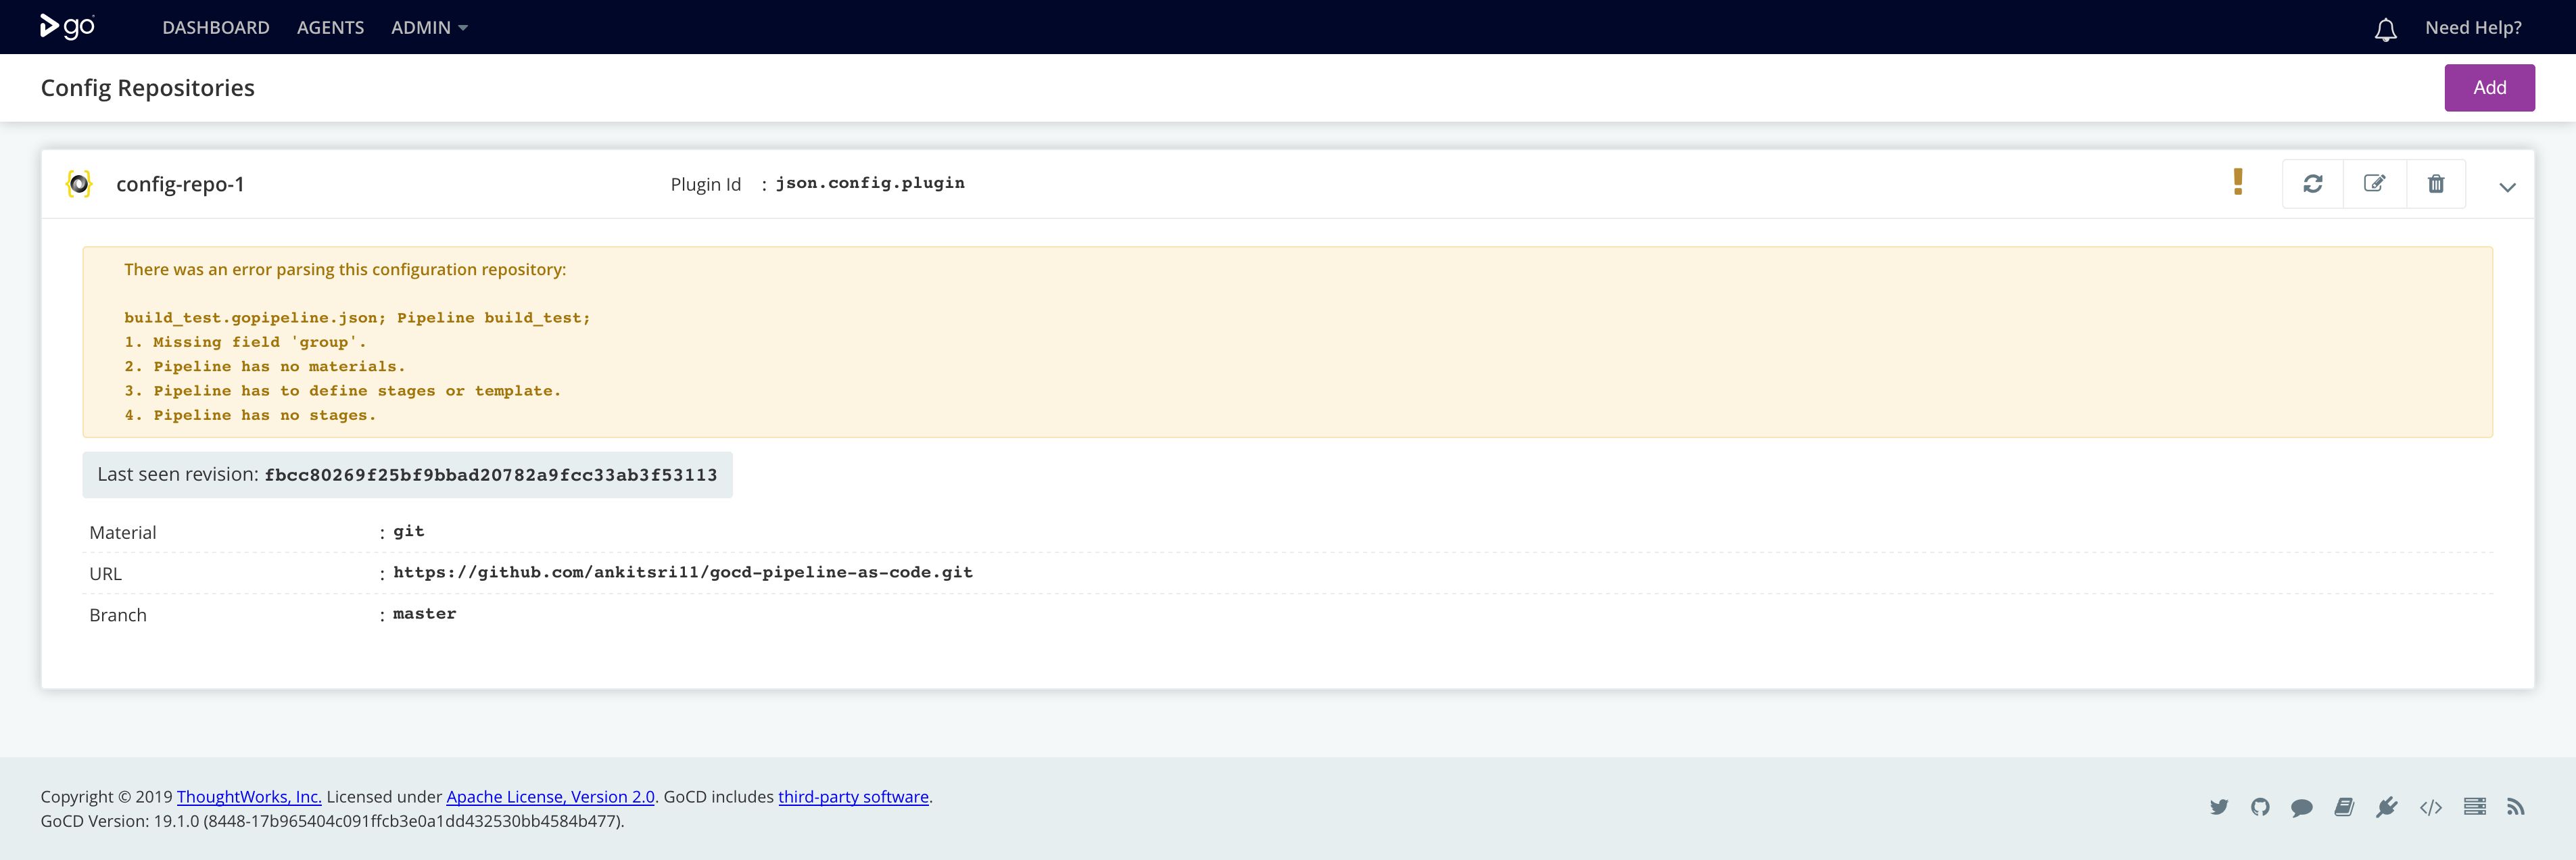 go DASHBOARD AGENTS ADMIN Need Help?
Config Repositories Add
config-repo-1 Plugin Id : json.config.plugin
There was an error parsing this configuration repository:
build_test.gopipeline.json; Pipeline build_test;
1. Missing field 'group'.
2. Pipeline has no materials.
3. Pipeline has to define stages or template.
4. Pipeline has no stages.
Last seen revision: fbcc80269f25bf9bbad20782a9fcc33ab3f53113
Material : git
URL : https://github.com/ankitsri11/gocd-pipeline-as-code.git
Branch : master
Copyright © 2019 ThoughtWorks, Inc. Licensed under Apache License, Version 2.0. GoCD includes third-party software.
GoCD Version: 19.1.0 (8448-17b965404c091ffcb3e0a1dd432530bb4584b477).